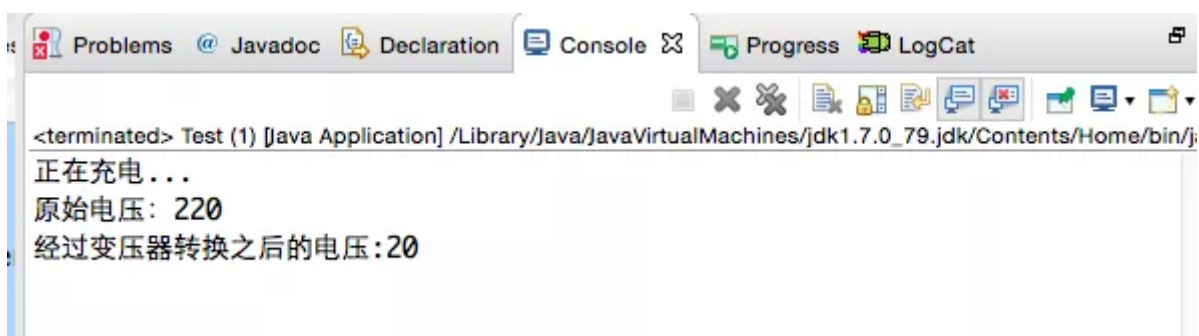 Problems @ Javadoc Declaration Console Progress LogCat
<terminated> Test (1) [Java Application] /Library/Java/JavaVirtualMachines/jdk1.7.0_79.jdk/Contents/Home/bin/j
正在充电...
原始电压: 220
经过变压器转换之后的电压:20